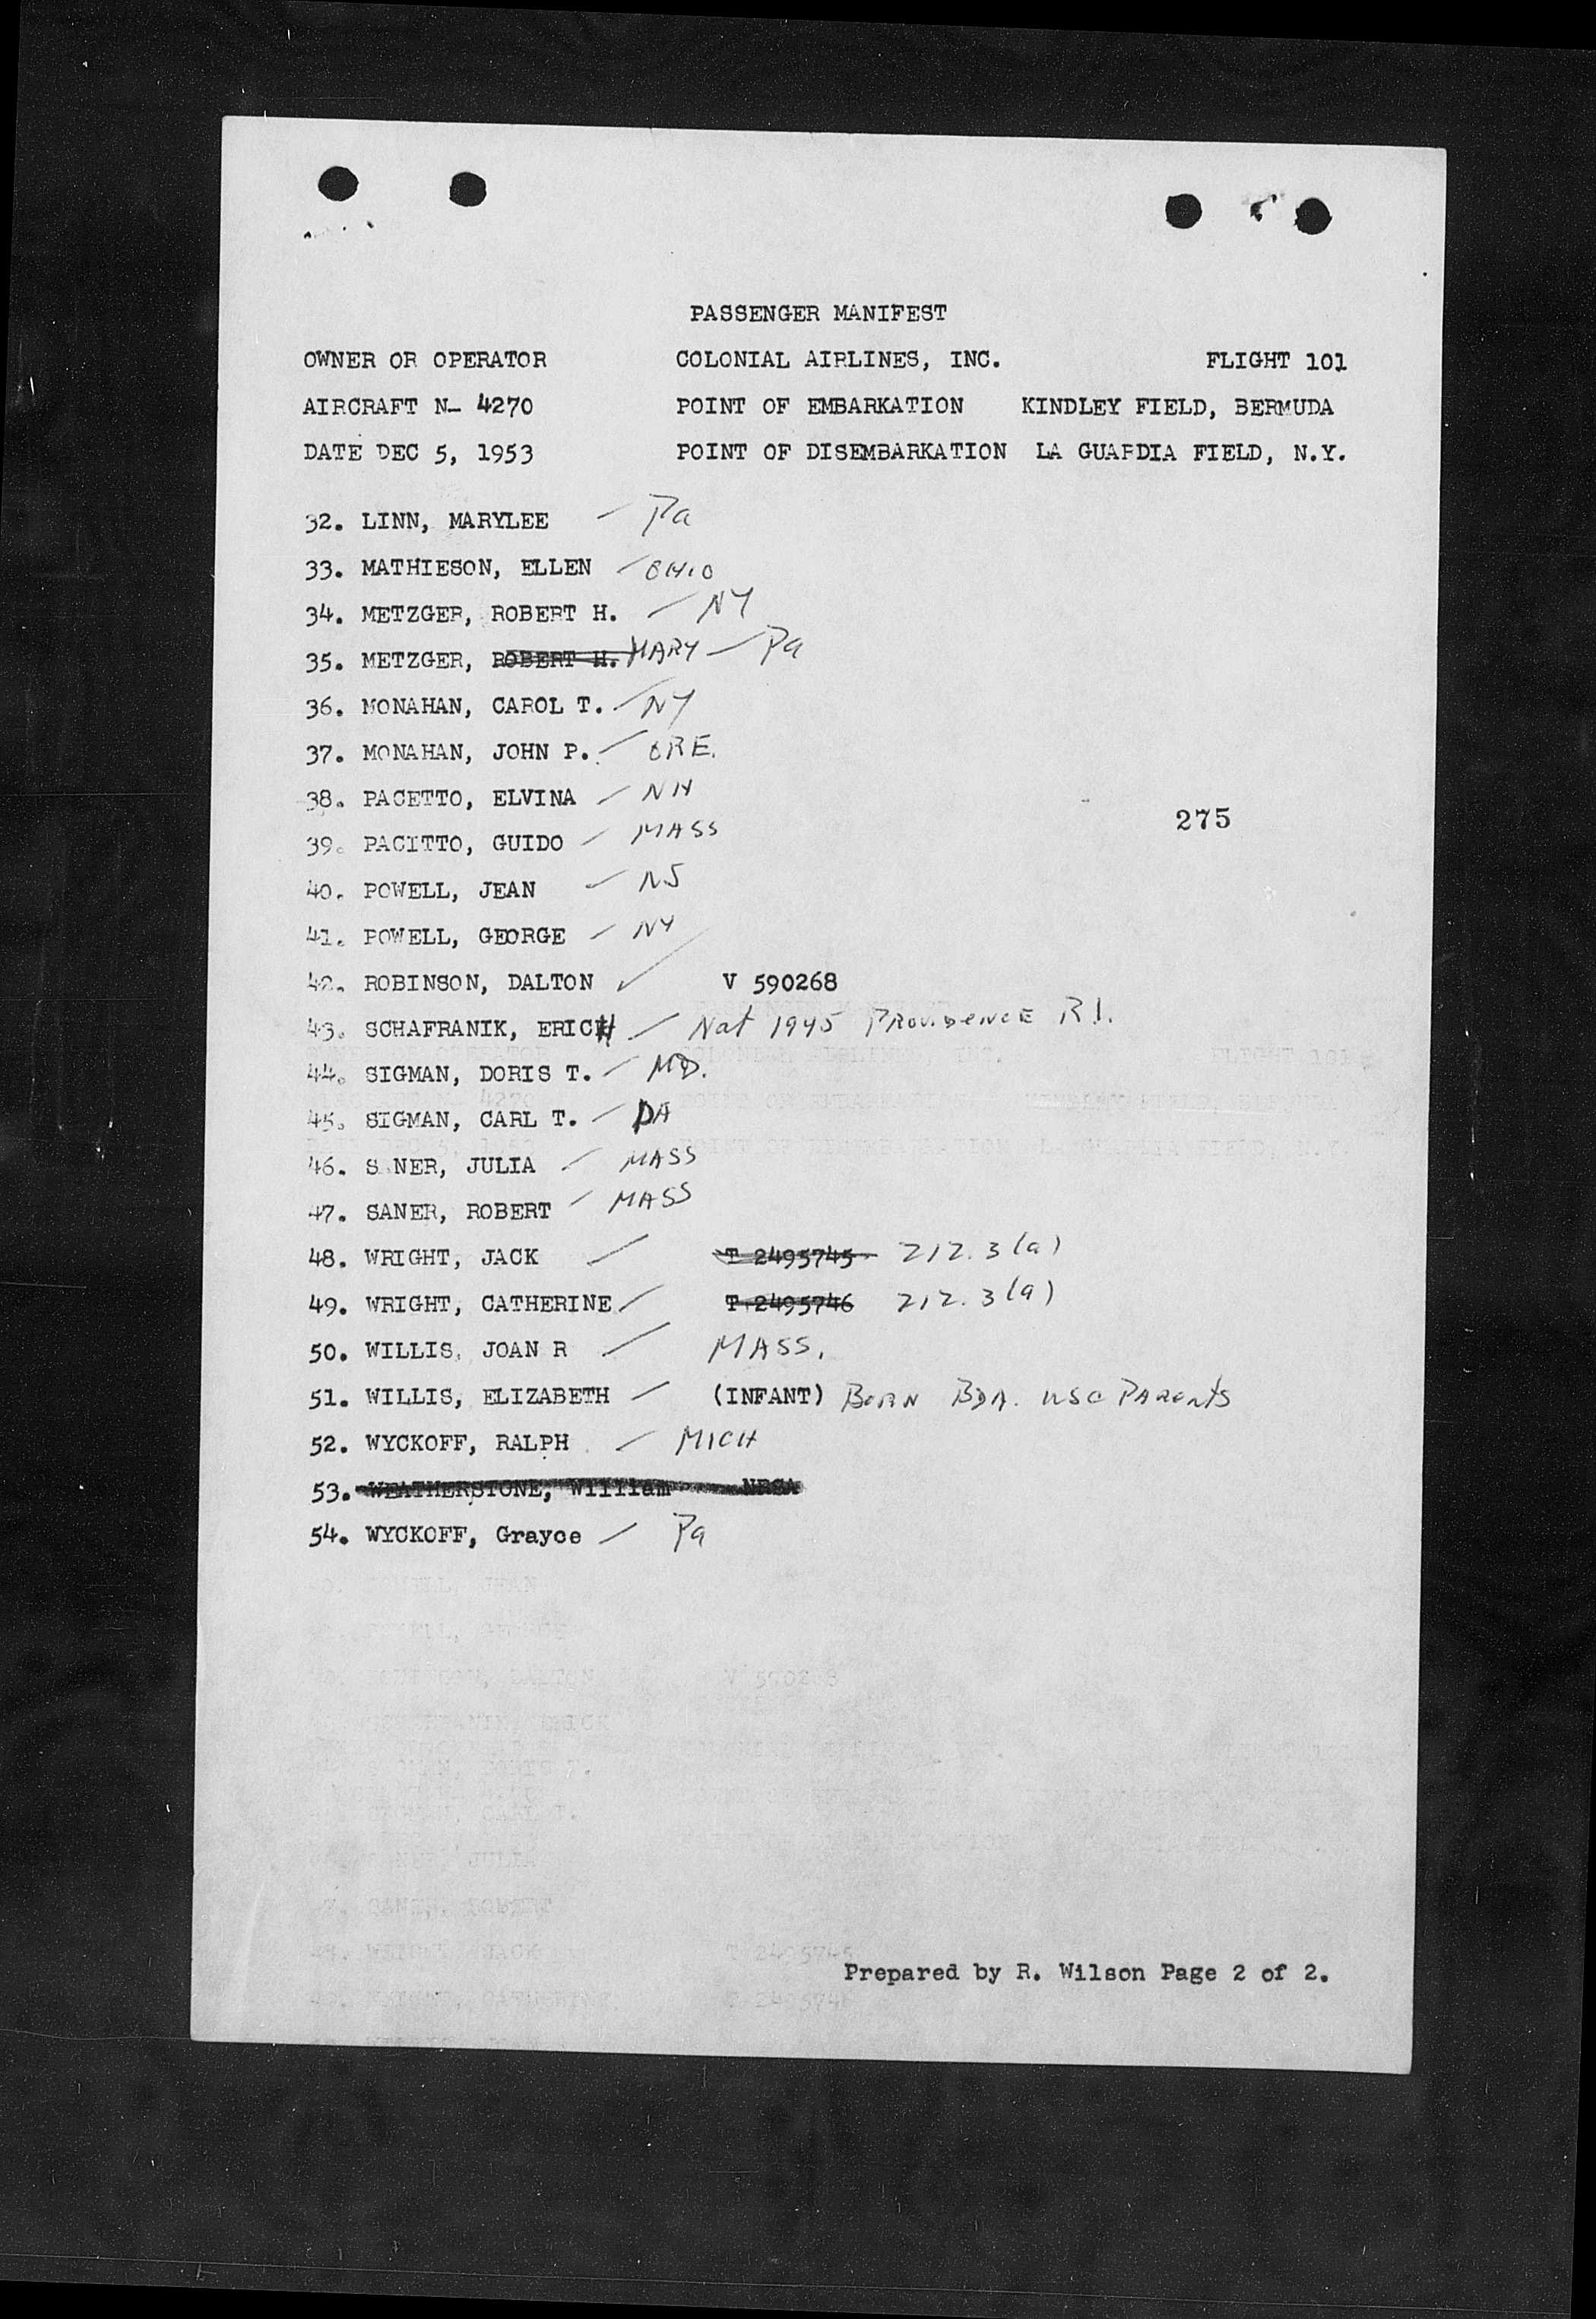 PASSENGER MANIFEST
OWNER OR OPERATOR COLONIAL AIRLINES, INC. FLIGHT 101
AIRCRAFT N- 4270 POINT OF EMBARKATION KINDLEY FIELD, BERMUDA
DATE DEC 5, 1953 POINT OF DISEMBARKATION LA GUARDIA FIELD, N.Y.
32. LINN, MARYLEE – Pa
33. MATHIESON, ELLEN – OHIO
34. METZGER, ROBERT H. – NY
35. METZGER, ROBERT H. MARY – Pa
36. MONAHAN, CAROL T. – NY
37. MONAHAN, JOHN P. – ORE.
38. PACETTO, ELVINA – NH
39. PACITTO, GUIDO – MASS
275
40. POWELL, JEAN – NJ
41. POWELL, GEORGE – NY
42. ROBINSON, DALTON ✓ V 590268
43. SCHAFRANIK, ERICH – Nat 1945 PROVIDENCE R.I.
44. SIGMAN, DORIS T. – MD.
45. SIGMAN, CARL T. – PA
46. S NER, JULIA – MASS
47. SANER, ROBERT – MASS
48. WRIGHT, JACK – T 2495745 212.3(a)
49. WRIGHT, CATHERINE – T 2495746 212.3(a)
50. WILLIS, JOAN R – MASS.
51. WILLIS, ELIZABETH – (INFANT) BORN BDA. USC PARENTS
52. WYCKOFF, RALPH – MICH
53. WEATHERSTONE, William NRSA
54. WYCKOFF, Grayce – Pa
Prepared by R. Wilson Page 2 of 2.